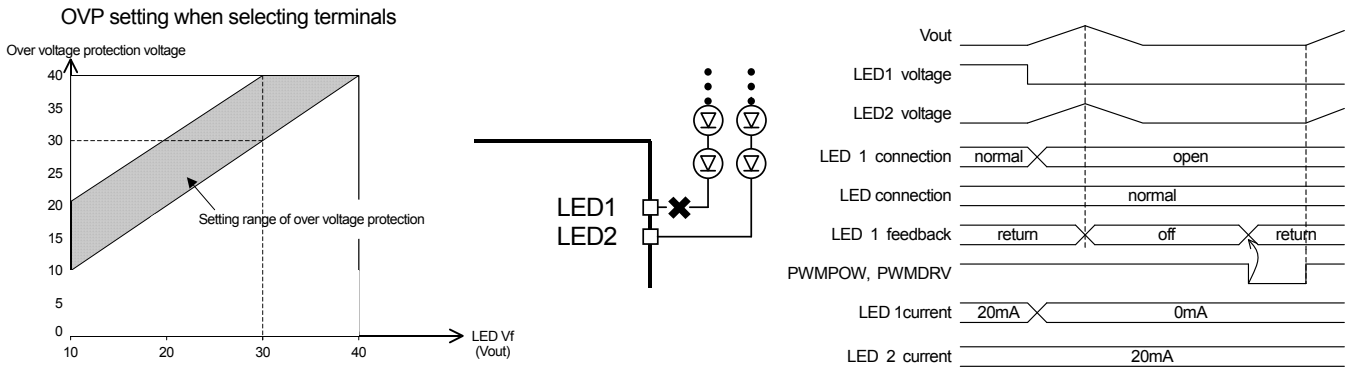 OVP setting when selecting terminals
Over voltage protection voltage
40
35
30
25
20
15
10
5
0
10 20 30 40
Setting range of over voltage protection
LED Vf
(Vout)
LED1
LED2
Vout
LED1 voltage
LED2 voltage
LED 1 connection normal open
LED connection normal
LED 1 feedback return off return
PWMPOW, PWMDRV
LED 1current 20mA 0mA
LED 2 current 20mA